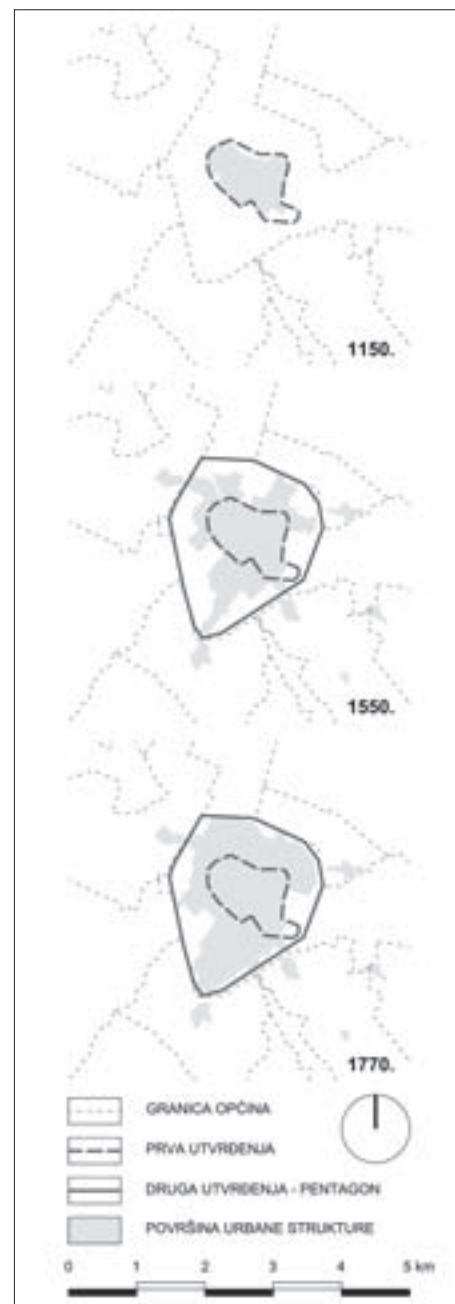 1150.
1550.
1770.
GRANICA OPĆINA
PRVA UTVRĐENJA
DRUGA UTVRĐENJA - PENTAGON
POVRŠINA URBANE STRUKTURE
0 1 2 3 4 5 km